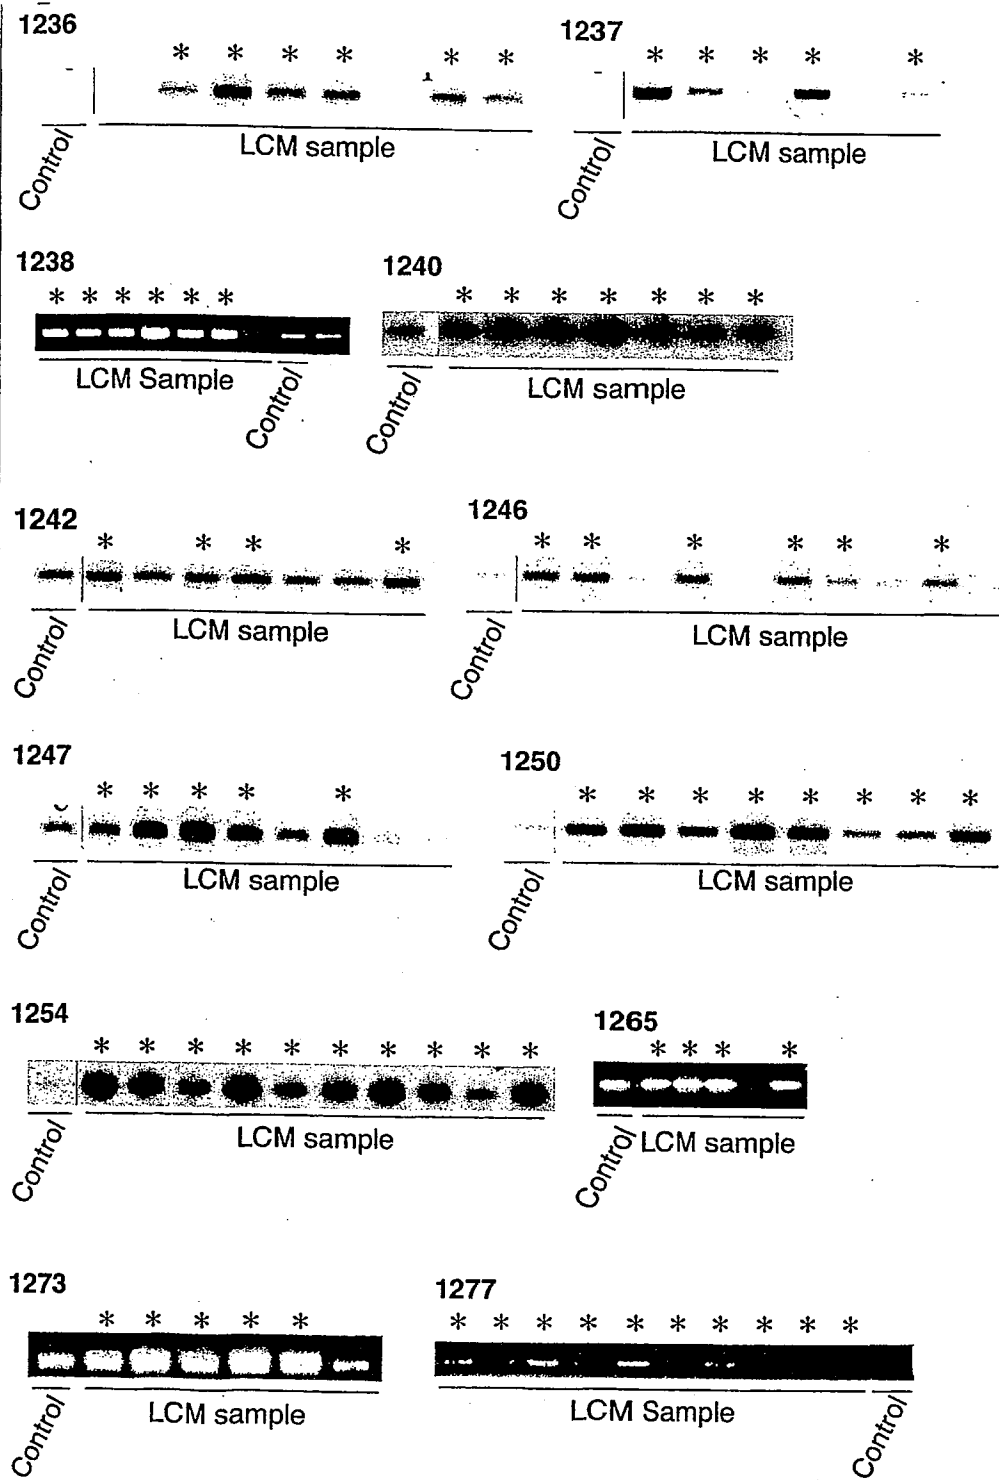 1236
1237
* * * * * *
* * * * *
Control
LCM sample
Control
LCM sample
1238
1240
* * * * * *
* * * * * * *
LCM Sample
Control
Control
LCM sample
1242
1246
* * * *
* * * * * *
Control
LCM sample
Control
LCM sample
1247
1250
* * * * *
* * * * * * * *
Control
LCM sample
Control
LCM sample
1254
1265
* * * * * * * * * *
* * * *
Control
LCM sample
Control
LCM sample
1273
1277
* * * * *
* * * * * * * * * *
Control
LCM sample
LCM Sample
Control